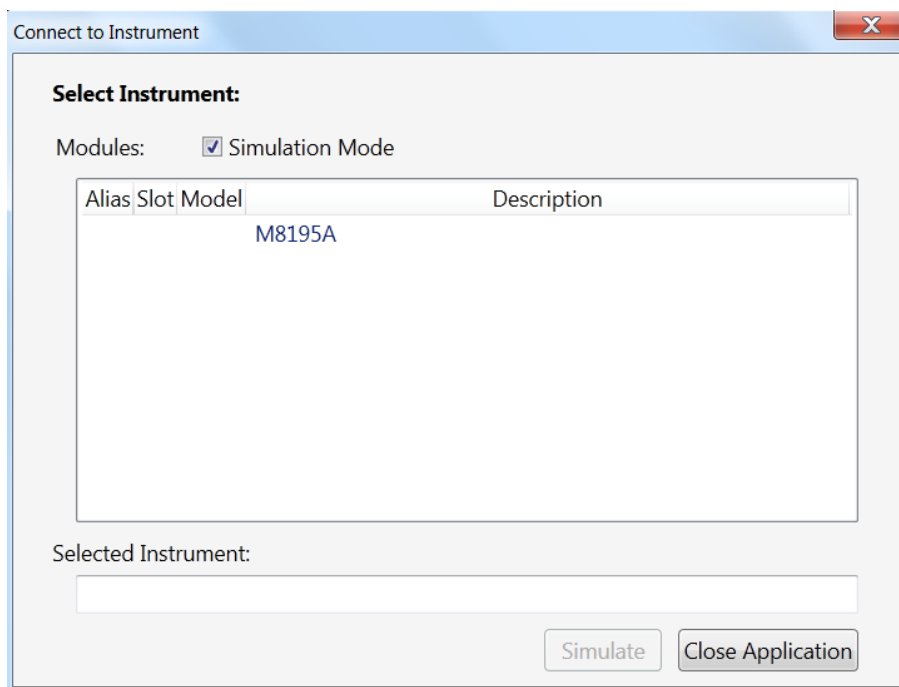 Connect to Instrument
Select Instrument:
Modules: Simulation Mode
Alias Slot Model Description
M8195A
Selected Instrument:
Simulate Close Application